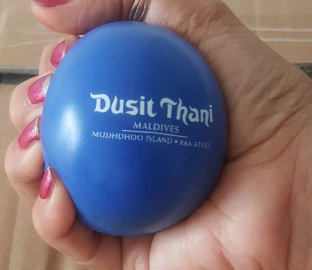 Dusit Thani
MALDIVES
MUDHDHOO ISLAND • BAA ATOLL